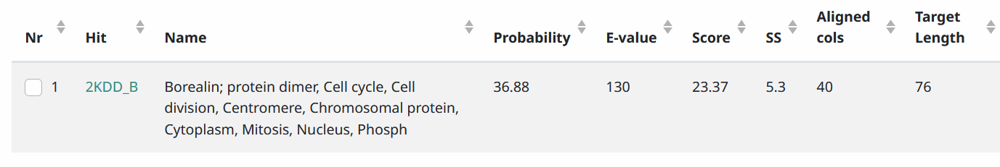 Nr Hit Name Probability E-value Score SS Aligned cols Target Length
1 2KDD_B Borealin; protein dimer, Cell cycle, Cell 36.88 130 23.37 5.3 40 76
division, Centromere, Chromosomal protein,
Cytoplasm, Mitosis, Nucleus, Phosph